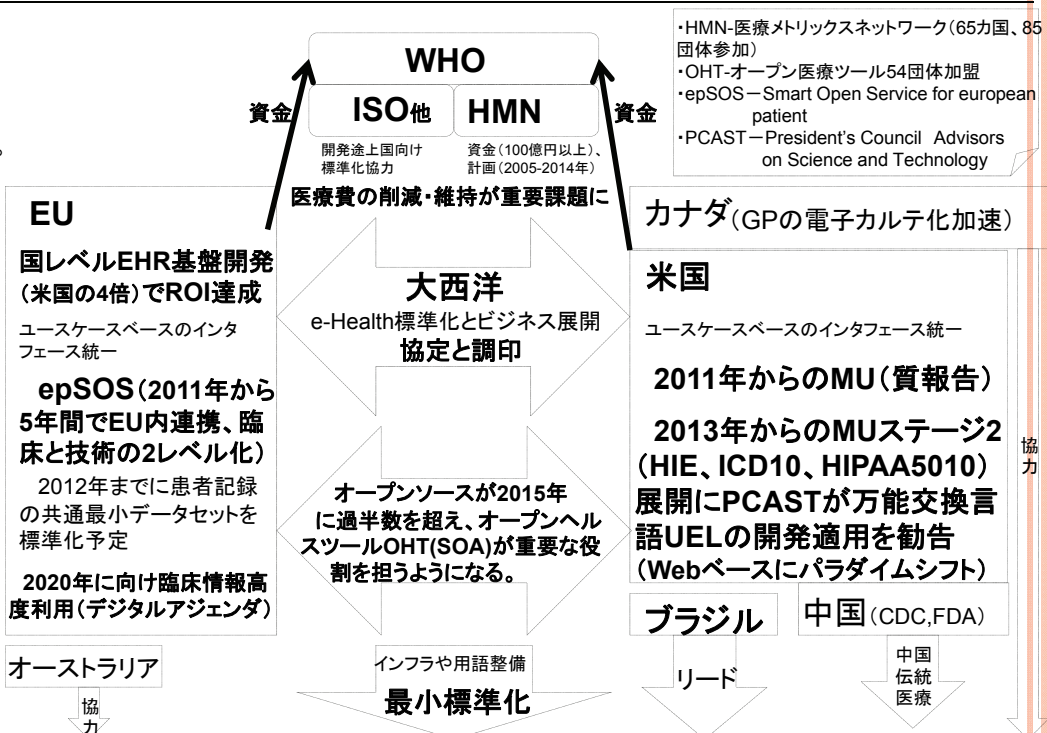 ・HMN-医療メトリックスネットワーク(65カ国、85
団体参加)
・OHT-オープン医療ツール54団体加盟
・epSOS－Smart Open Service for european
patient
・PCAST－President's Council Advisors
on Science and Technology
WHO
資金
ISO他
HMN
資金
開発途上国向け
標準化協力
資金(100億円以上)、
計画(2005-2014年)
医療費の削減・維持が重要課題に
。
EU
国レベルEHR基盤開発
(米国の4倍)でROI達成
ユースケースベースのインタ
フェース統一
epSOS(2011年から
5年間でEU内連携、臨
床と技術の2レベル化)
2012年までに患者記録
の共通最小データセットを
標準化予定
2020年に向け臨床情報高
度利用(デジタルアジェンダ)
大西洋
e-Health標準化とビジネス展開
協定と調印
オープンソースが2015年
に過半数を超え、オープンヘル
スツールOHT(SOA)が重要な役
割を担うようになる。
カナダ(GPの電子カルテ化加速)
米国
ユースケースベースのインタフェース統一
2011年からのMU(質報告)
2013年からのMUステージ2
(HIE、ICD10、HIPAA5010)
展開にPCASTが万能交換言
語UELの開発適用を勧告
(Webベースにパラダイムシフト)
協
力
オーストラリア
協
力
インフラや用語整備
最小標準化
ブラジル
リード
中国(CDC,FDA)
中国
伝統
医療